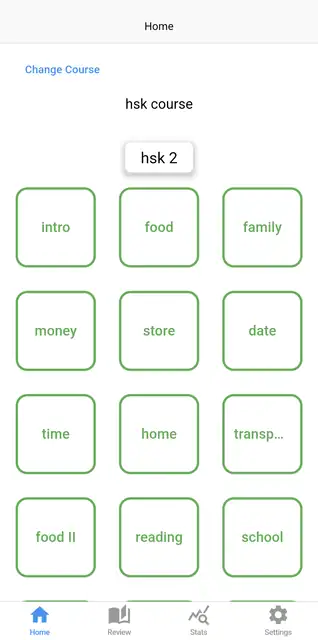 Home
Change Course
hsk course
hsk 2
intro food family
money store date
time home transp...
food II reading school
Home Review Stats Settings